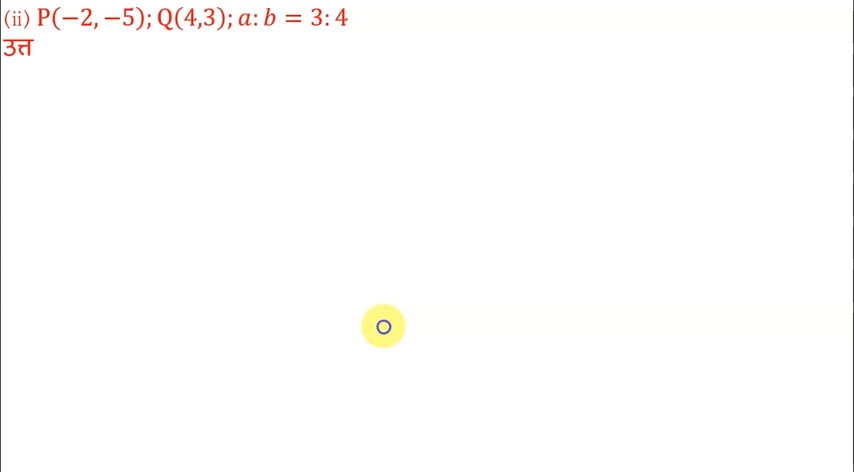 (ii) P(−2, −5); Q(4,3); a: b = 3: 4
उत्त